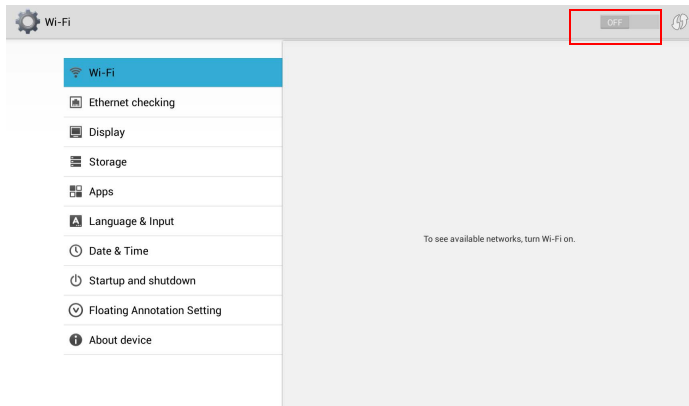 Wi-Fi
OFF
Wi-Fi
Ethernet checking
Display
Storage
Apps
Language & Input
Date & Time
Startup and shutdown
Floating Annotation Setting
About device
To see available networks, turn Wi-Fi on.